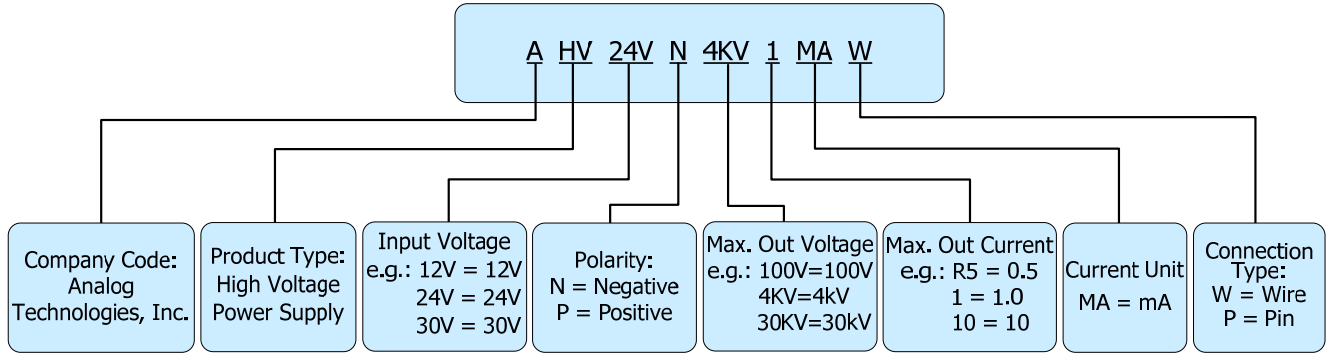 A HV 24V N 4KV 1 MA W
Company Code:
Analog
Technologies, Inc.
Product Type:
High Voltage
Power Supply
Input Voltage
e.g.: 12V = 12V
24V = 24V
30V = 30V
Polarity:
N = Negative
P = Positive
Max. Out Voltage
e.g.: 100V=100V
4KV=4kV
30KV=30kV
Max. Out Current
e.g.: R5 = 0.5
1 = 1.0
10 = 10
Current Unit
MA = mA
Connection
Type:
W = Wire
P = Pin